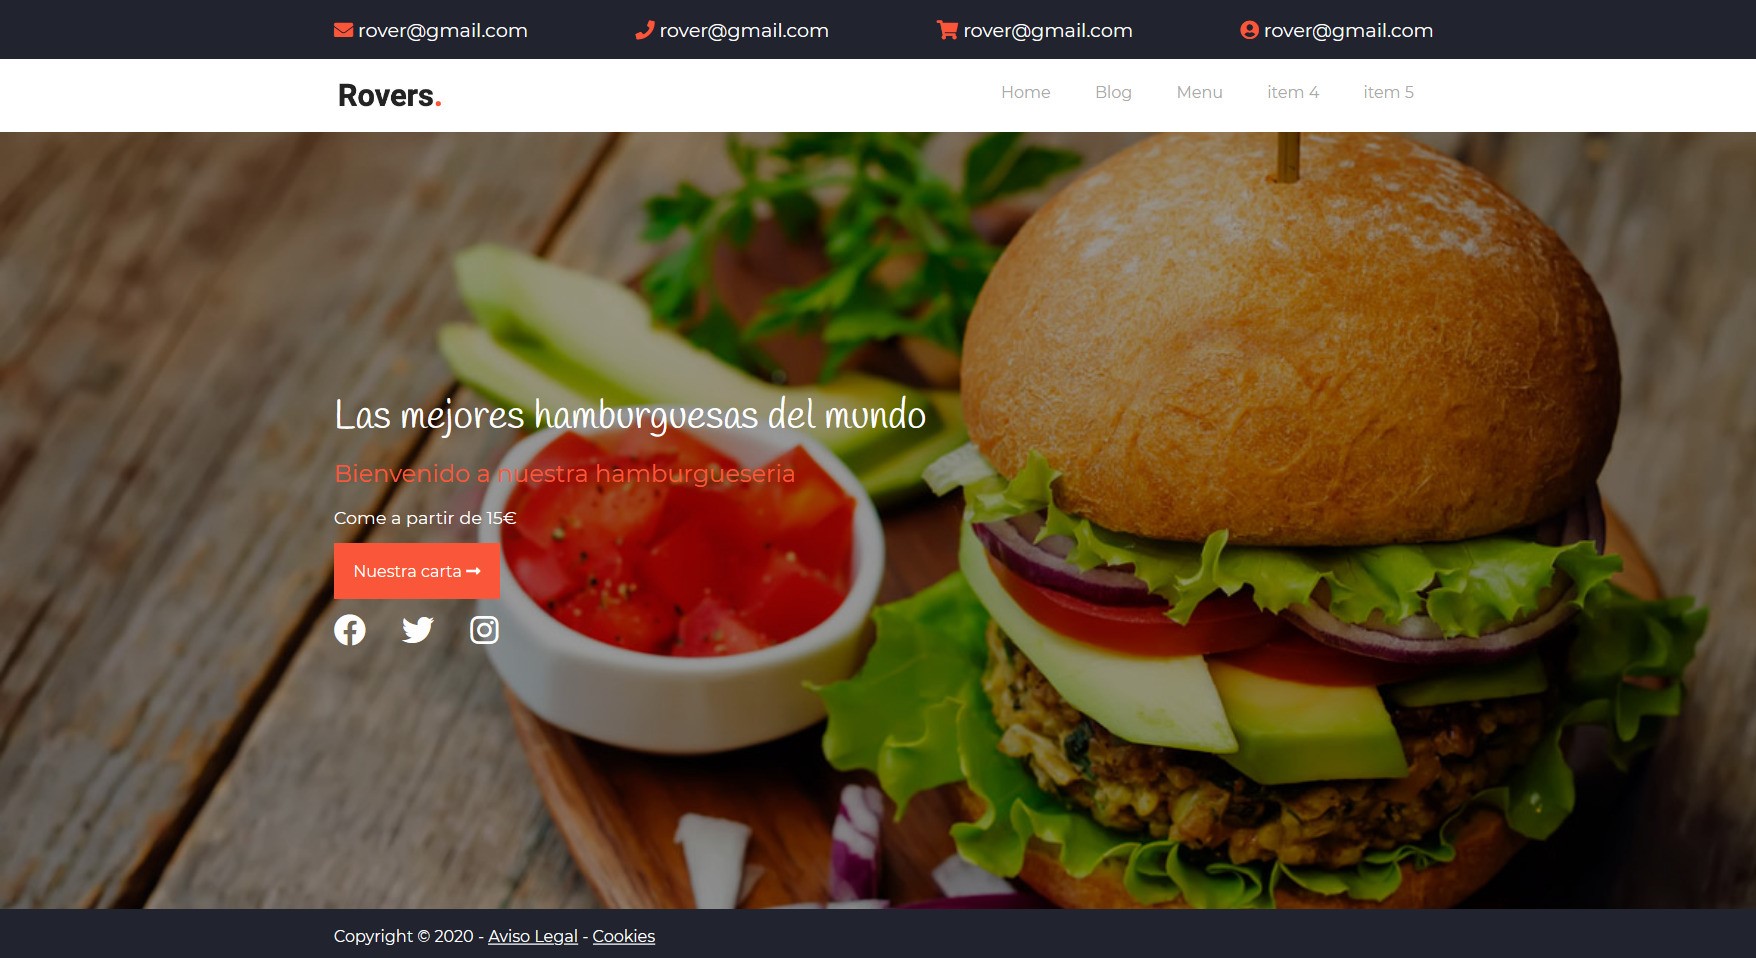 rover@gmail.com rover@gmail.com rover@gmail.com rover@gmail.com
Rovers. Home Blog Menu item 4 item 5
Las mejores hamburguesas del mundo
Bienvenido a nuestra hamburgueseria
Come a partir de 15€
Nuestra carta
Copyright © 2020 - Aviso Legal - Cookies